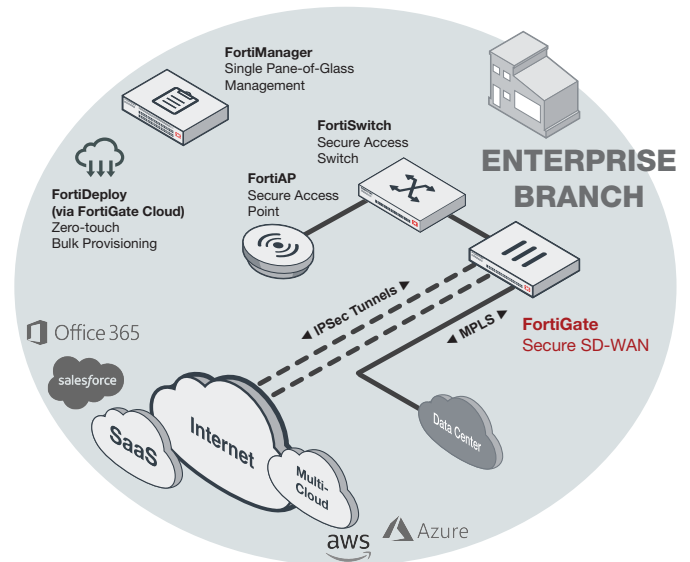 FortiManager
Single Pane-of-Glass
Management
FortiSwitch
Secure Access
Switch
ENTERPRISE
BRANCH
FortiAP
Secure Access
Point
FortiDeploy
(via FortiGate Cloud)
Zero-touch
Bulk Provisioning
◄ IPSec Tunnels ►
◄ MPLS ►
FortiGate
Secure SD-WAN
Office 365
salesforce
SaaS
Internet
Multi-
Cloud
Data Center
aws
Azure